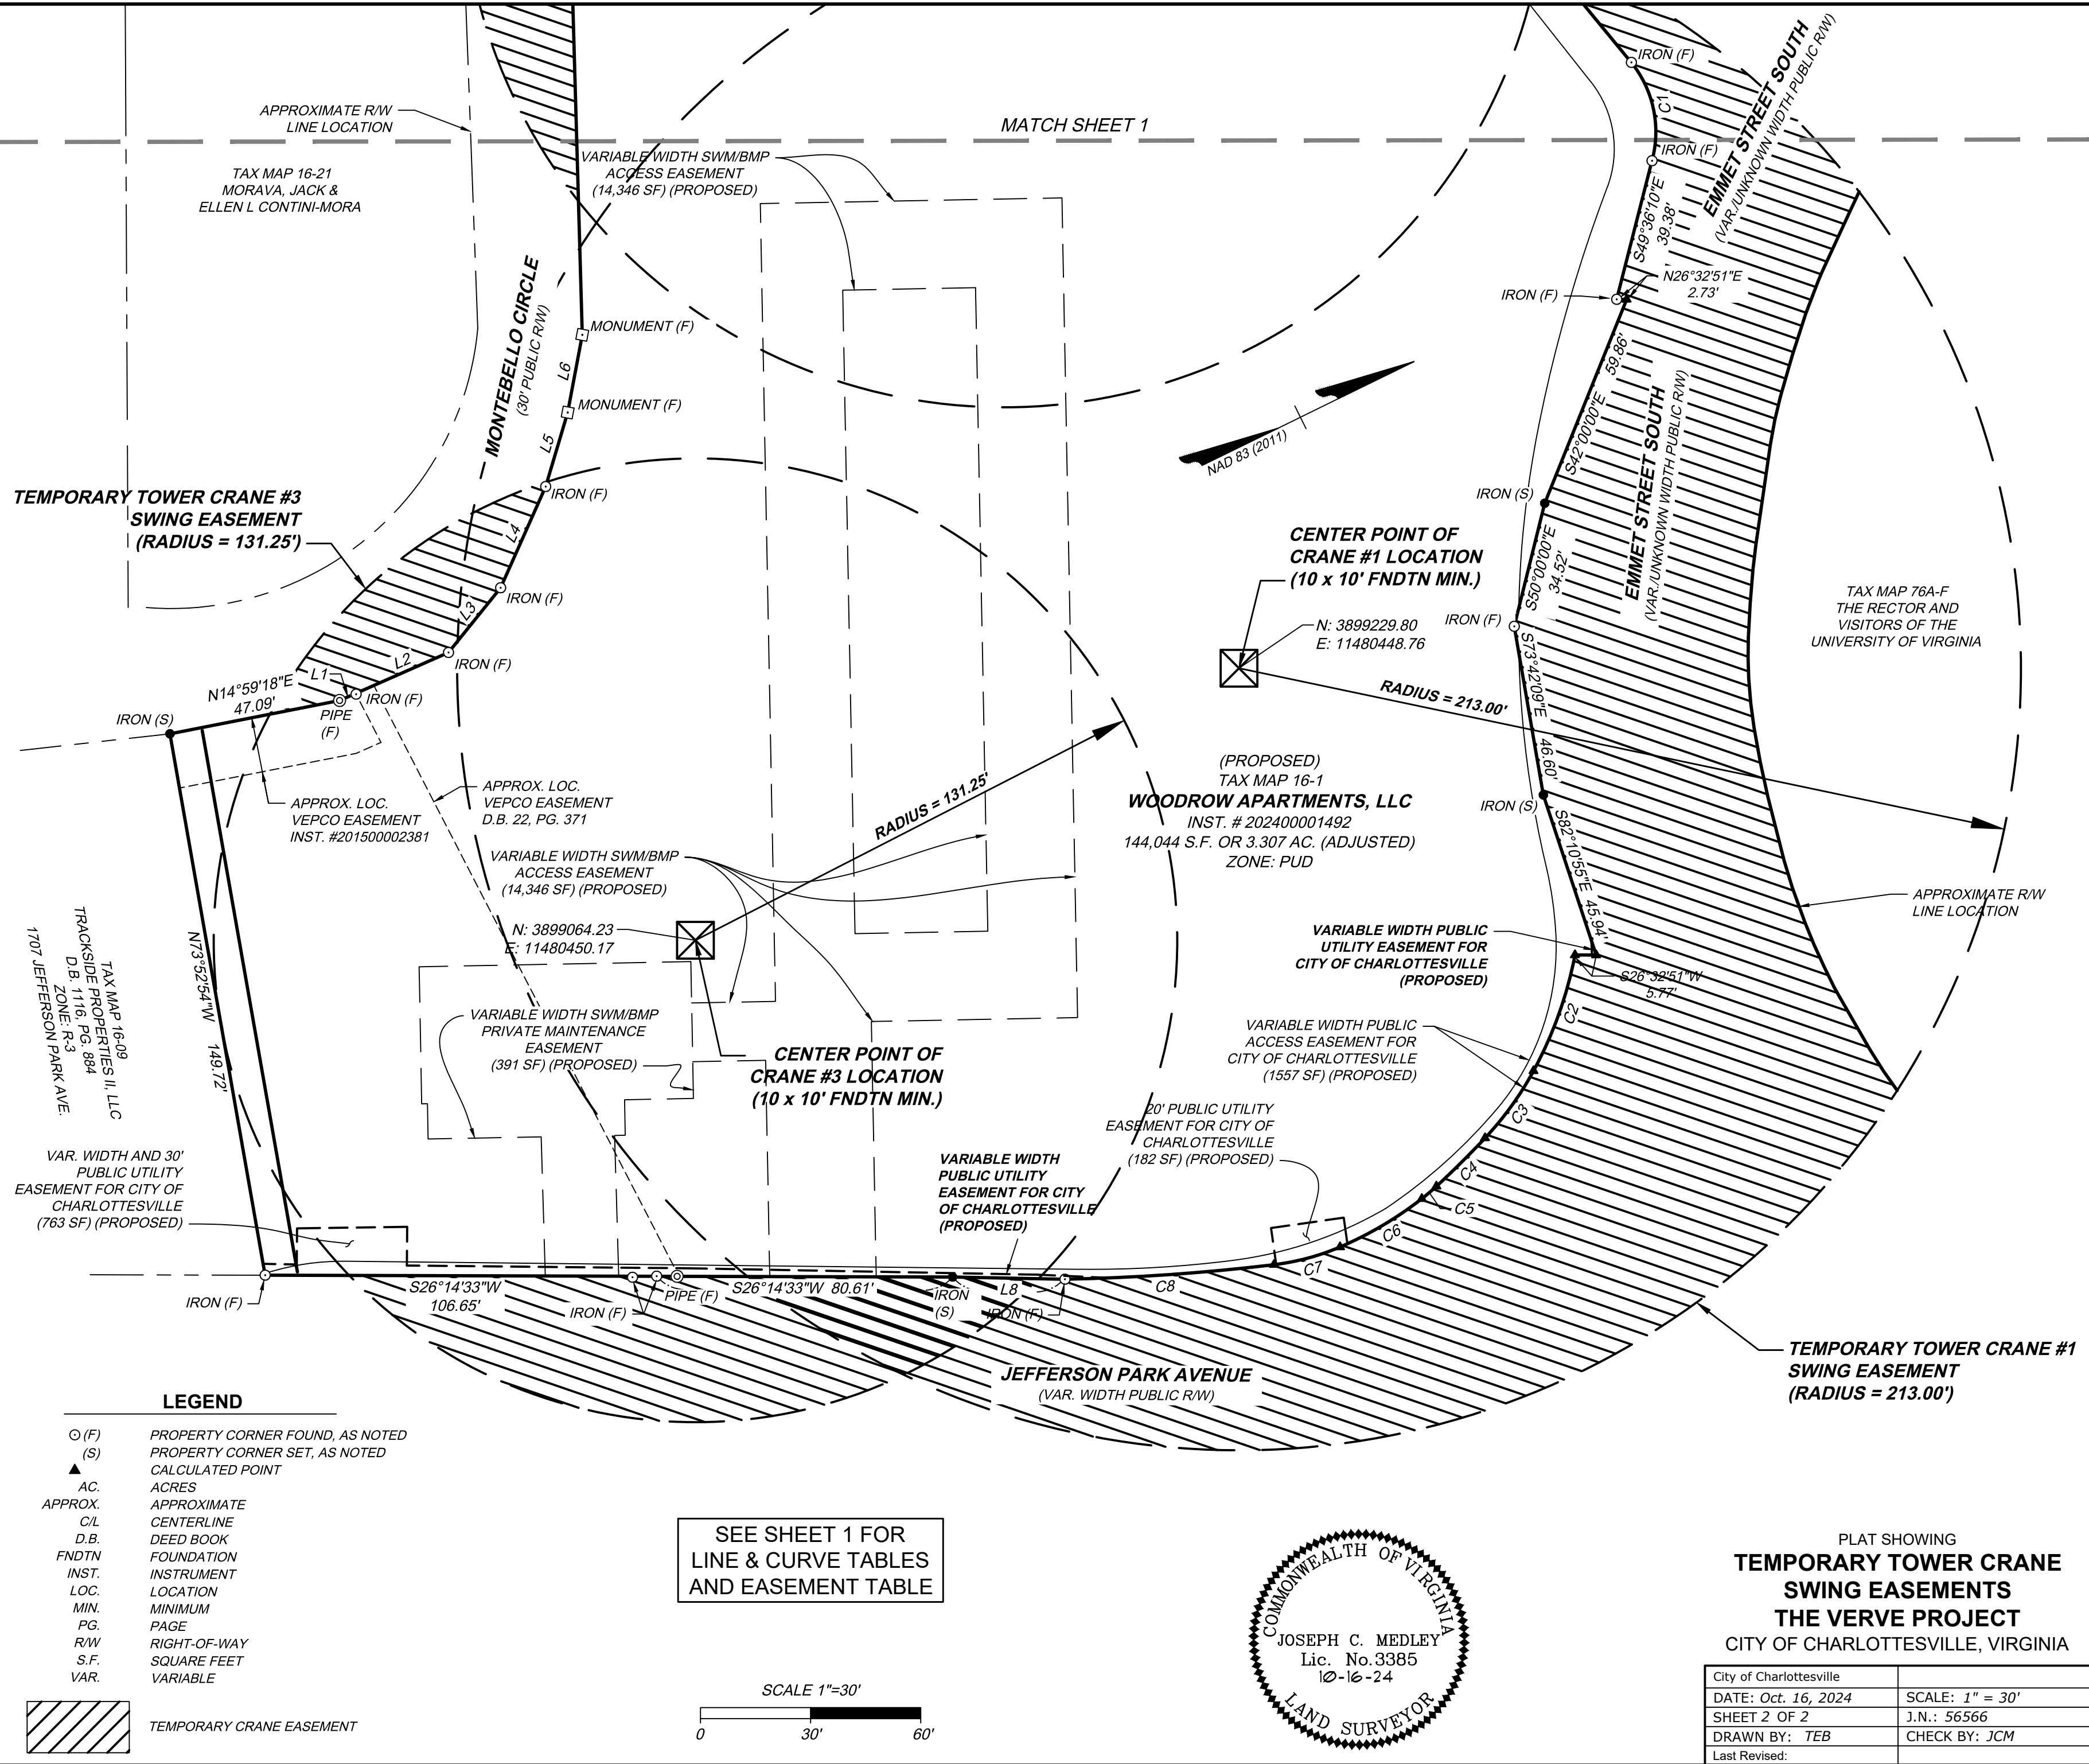 APPROXIMATE R/W
LINE LOCATION
TAX MAP 16-21
MORAVA, JACK &
ELLEN L CONTINI-MORA
MATCH SHEET 1
VARIABLE WIDTH SWM/BMP
ACCESS EASEMENT
(14,346 SF) (PROPOSED)
IRON (F)
C1
EMMET STREET SOUTH
(VAR./UNKNOWN WIDTH PUBLIC R/W)
IRON (F)
S49°36'10"E
39.38'
N26°32'51"E
2.73'
IRON (F)
MONTEBELLO CIRCLE
(30' PUBLIC R/W)
MONUMENT (F)
L6
MONUMENT (F)
L5
IRON (F)
L4
IRON (F)
L3
IRON (F)
L2
L1
IRON (F)
PIPE
(F)
N14°59'18"E
47.09'
IRON (S)
TEMPORARY TOWER CRANE #3
SWING EASEMENT
(RADIUS = 131.25')
NAD 83 (2011)
S42°00'00"E 59.86'
IRON (S)
EMMET STREET SOUTH
(VAR./UNKNOWN WIDTH PUBLIC R/W)
S50°00'00"E
34.52'
IRON (F)
CENTER POINT OF
CRANE #1 LOCATION
(10 x 10' FNDTN MIN.)
N: 3899229.80
E: 11480448.76
RADIUS = 213.00'
S73°42'09"E 46.60'
IRON (S)
TAX MAP 76A-F
THE RECTOR AND
VISITORS OF THE
UNIVERSITY OF VIRGINIA
(PROPOSED)
TAX MAP 16-1
WOODROW APARTMENTS, LLC
INST. # 202400001492
144,044 S.F. OR 3.307 AC. (ADJUSTED)
ZONE: PUD
S82°10'55"E 45.94'
APPROXIMATE R/W
LINE LOCATION
APPROX. LOC.
VEPCO EASEMENT
INST. #201500002381
APPROX. LOC.
VEPCO EASEMENT
D.B. 22, PG. 371
RADIUS = 131.25'
VARIABLE WIDTH SWM/BMP
ACCESS EASEMENT
(14,346 SF) (PROPOSED)
N: 3899064.23
E: 11480450.17
VARIABLE WIDTH PUBLIC
UTILITY EASEMENT FOR
CITY OF CHARLOTTESVILLE
(PROPOSED)
S26°32'51"W
5.77'
C2
TAX MAP 16-09
TRACKSIDE PROPERTIES II, LLC
D.B. 1116, PG. 884
ZONE: R-3
1707 JEFFERSON PARK AVE.
N73°52'54"W 149.72'
VARIABLE WIDTH SWM/BMP
PRIVATE MAINTENANCE
EASEMENT
(391 SF) (PROPOSED)
CENTER POINT OF
CRANE #3 LOCATION
(10 x 10' FNDTN MIN.)
VARIABLE WIDTH PUBLIC
ACCESS EASEMENT FOR
CITY OF CHARLOTTESVILLE
(1557 SF) (PROPOSED)
C3
20' PUBLIC UTILITY
EASEMENT FOR CITY OF
CHARLOTTESVILLE
(182 SF) (PROPOSED)
C4
C5
C6
C7
C8
VAR. WIDTH AND 30'
PUBLIC UTILITY
EASEMENT FOR CITY OF
CHARLOTTESVILLE
(763 SF) (PROPOSED)
VARIABLE WIDTH
PUBLIC UTILITY
EASEMENT FOR CITY
OF CHARLOTTESVILLE
(PROPOSED)
IRON (F)
S26°14'33"W
106.65'
IRON (F)
PIPE (F)
S26°14'33"W 80.61'
IRON
(S)
L8
IRON (F)
JEFFERSON PARK AVENUE
(VAR. WIDTH PUBLIC R/W)
TEMPORARY TOWER CRANE #1
SWING EASEMENT
(RADIUS = 213.00')
LEGEND
(F) PROPERTY CORNER FOUND, AS NOTED
(S) PROPERTY CORNER SET, AS NOTED
▲ CALCULATED POINT
AC. ACRES
APPROX. APPROXIMATE
C/L CENTERLINE
D.B. DEED BOOK
FNDTN FOUNDATION
INST. INSTRUMENT
LOC. LOCATION
MIN. MINIMUM
PG. PAGE
R/W RIGHT-OF-WAY
S.F. SQUARE FEET
VAR. VARIABLE
TEMPORARY CRANE EASEMENT
SEE SHEET 1 FOR
LINE & CURVE TABLES
AND EASEMENT TABLE
SCALE 1"=30'
0 30' 60'
COMMONWEALTH OF VIRGINIA
JOSEPH C. MEDLEY
Lic. No.3385
10-16-24
LAND SURVEYOR
PLAT SHOWING
TEMPORARY TOWER CRANE
SWING EASEMENTS
THE VERVE PROJECT
CITY OF CHARLOTTESVILLE, VIRGINIA
City of Charlottesville
DATE: Oct. 16, 2024 SCALE: 1" = 30'
SHEET 2 OF 2 J.N.: 56566
DRAWN BY: TEB CHECK BY: JCM
Last Revised: